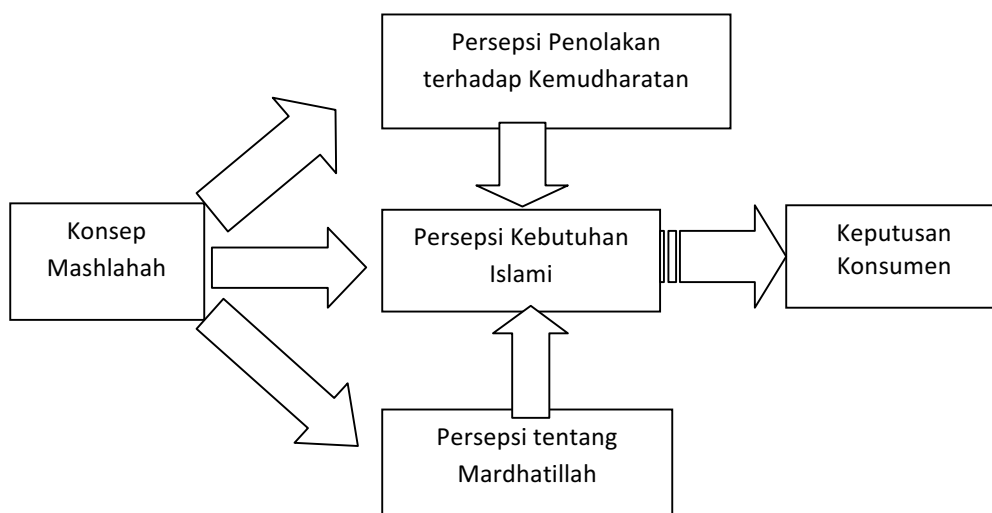 Persepsi Penolakan
terhadap Kemudharatan
Konsep
Mashlahah
Persepsi Kebutuhan
Islami
Keputusan
Konsumen
Persepsi tentang
Mardhatillah